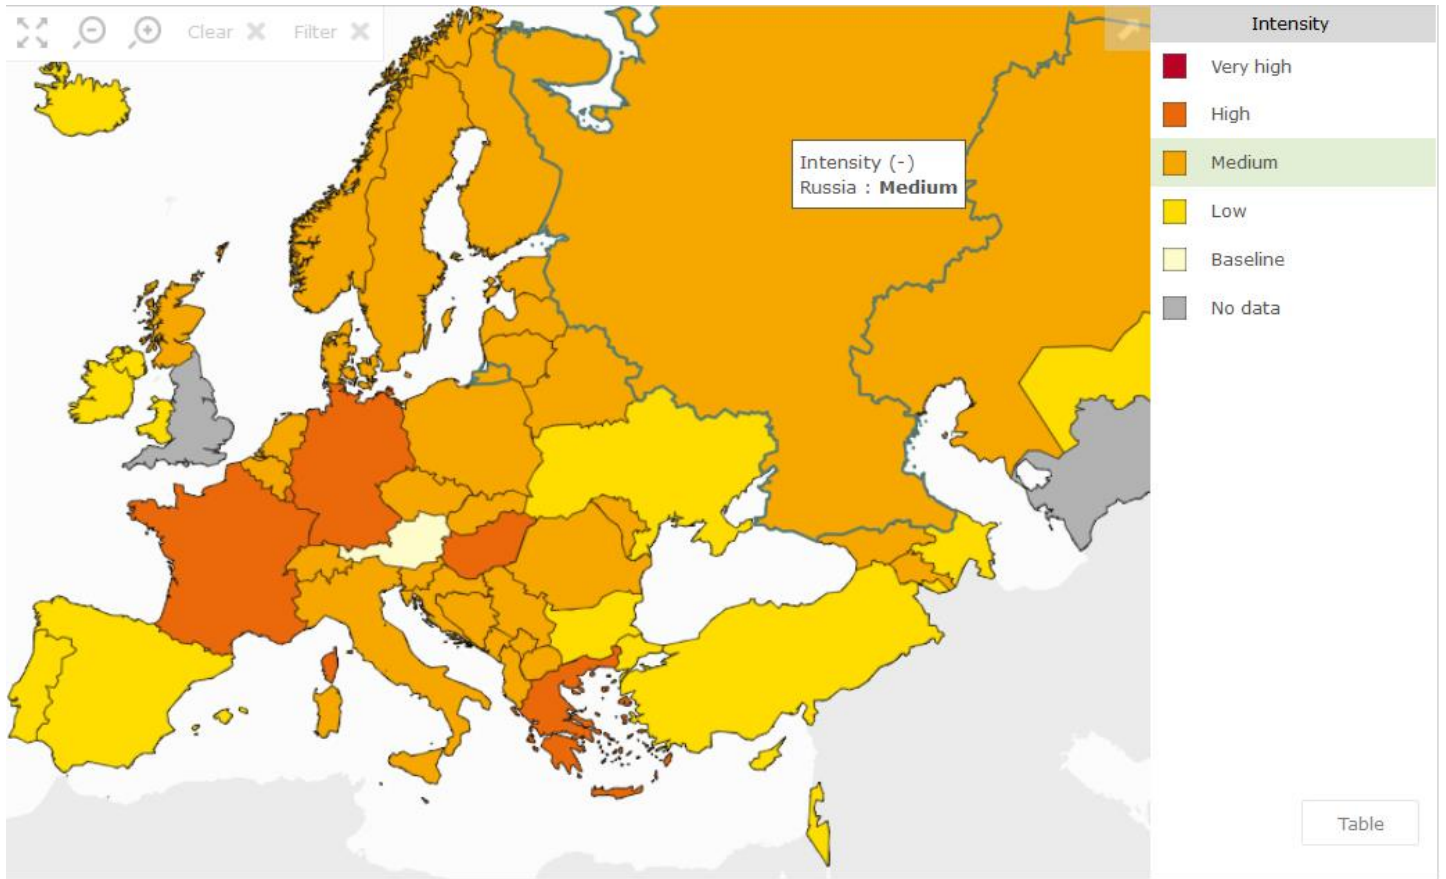 Clear
Filter
Intensity
Very high
High
Medium
Low
Baseline
No data
Intensity (-)
Russia : Medium
Table